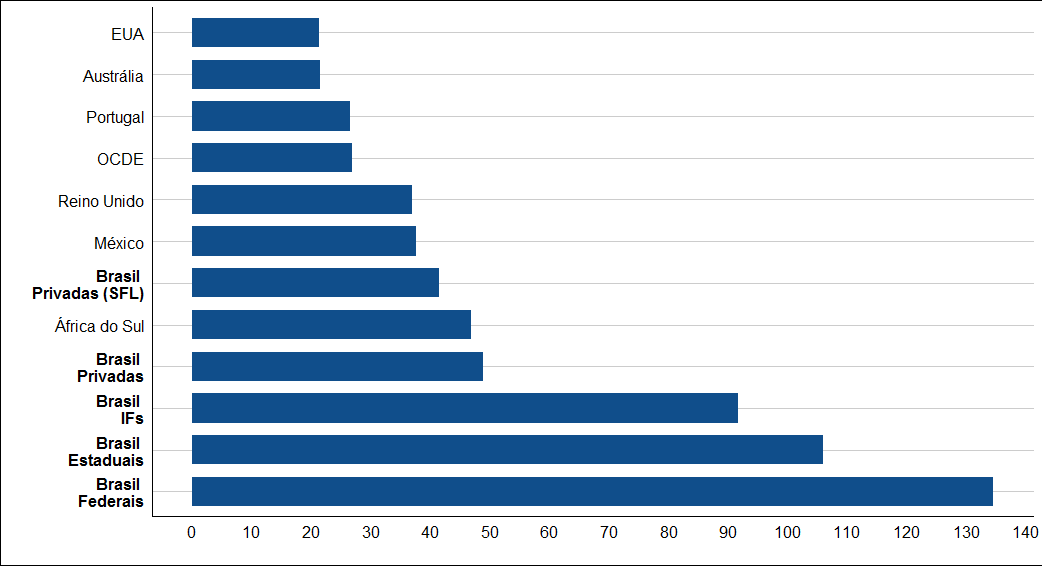 EUA
Austrália
Portugal
OCDE
Reino Unido
México
Brasil
Privadas (SFL)
África do Sul
Brasil
Privadas
Brasil
IFs
Brasil
Estaduais
Brasil
Federais
0 10 20 30 40 50 60 70 80 90 100 110 120 130 140